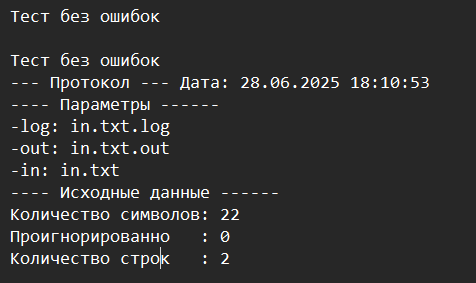 Тест без ошибок

Тест без ошибок
--- Протокол --- Дата: 28.06.2025 18:10:53
---- Параметры ------
-log: in.txt.log
-out: in.txt.out
-in: in.txt
---- Исходные данные ------
Количество символов: 22
Проигнорированно   : 0
Количество строк   : 2